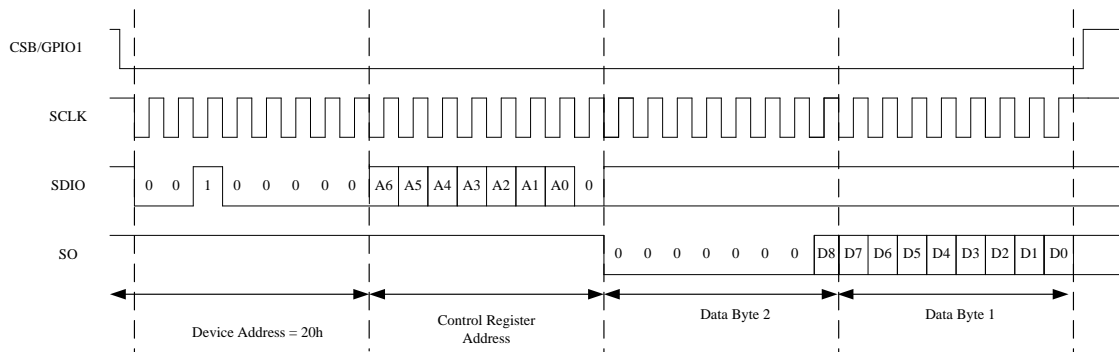 CSB/GPIO1
SCLK
SDIO 0 0 1 0 0 0 0 0 A6 A5 A4 A3 A2 A1 A0 0
SO 0 0 0 0 0 0 0 D8 D7 D6 D5 D4 D3 D2 D1 D0
Device Address = 20h
Control Register
Address
Data Byte 2
Data Byte 1